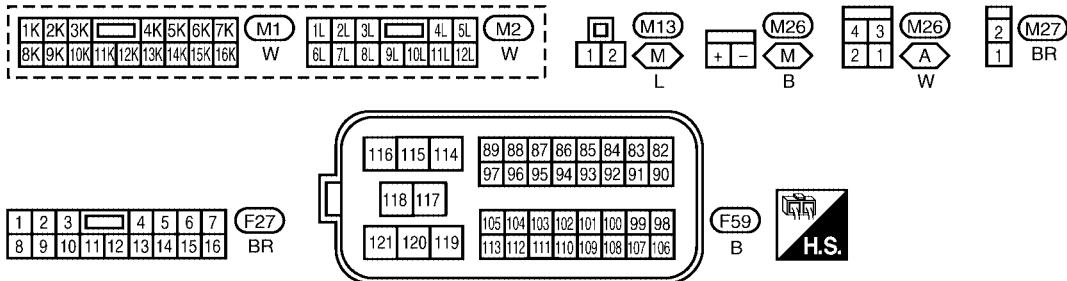 1K 2K 3K 4K 5K 6K 7K M1
8K 9K 10K 11K 12K 13K 14K 15K 16K W
1L 2L 3L 4L 5L M2
6L 7L 8L 9L 10L 11L 12L W
M13
1 2 M
L
M26
+ - M
B
4 3 M26
2 1 A
W
2 M27
1 BR
1 2 3 4 5 6 7 F27
8 9 10 11 12 13 14 15 16 BR
116 115 114
118 117
121 120 119
89 88 87 86 85 84 83 82
97 96 95 94 93 92 91 90
105 104 103 102 101 100 99 98
113 112 111 110 109 108 107 106
F59
B
H.S.